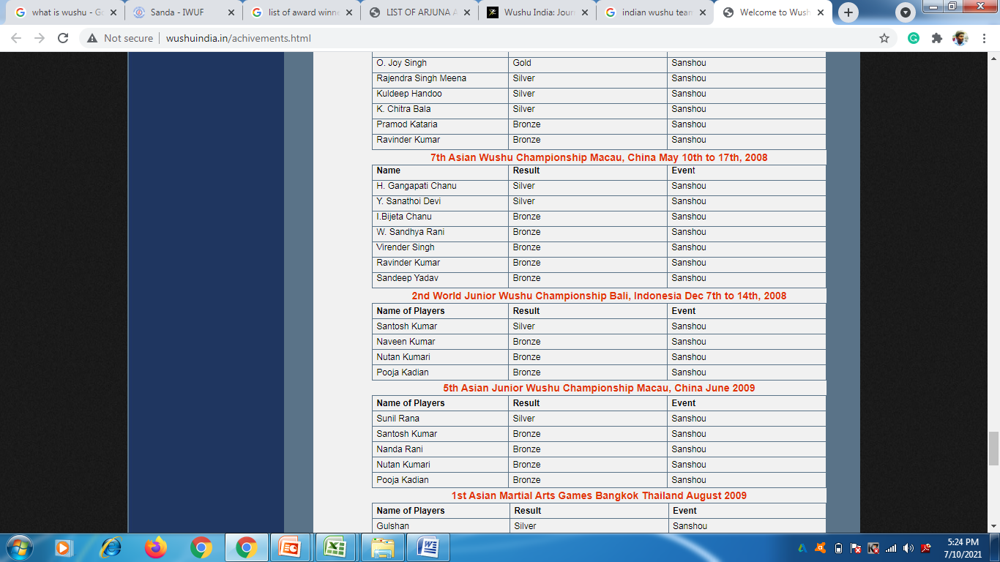 what is wushu - Go
Sanda - IWUF
list of award winne
LIST OF ARJUNA A
Wushu India: Jour
indian wushu team
Welcome to Wush
Not secure wushuindia.in/achivements.html
O. Joy Singh Gold Sanshou
Rajendra Singh Meena Silver Sanshou
Kuldeep Handoo Silver Sanshou
K. Chitra Bala Silver Sanshou
Pramod Kataria Bronze Sanshou
Ravinder Kumar Bronze Sanshou
7th Asian Wushu Championship Macau, China May 10th to 17th, 2008
Name Result Event
H. Gangapati Chanu Silver Sanshou
Y. Sanathoi Devi Silver Sanshou
I.Bijeta Chanu Bronze Sanshou
W. Sandhya Rani Bronze Sanshou
Virender Singh Bronze Sanshou
Ravinder Kumar Bronze Sanshou
Sandeep Yadav Bronze Sanshou
2nd World Junior Wushu Championship Bali, Indonesia Dec 7th to 14th, 2008
Name of Players Result Event
Santosh Kumar Silver Sanshou
Naveen Kumar Bronze Sanshou
Nutan Kumari Bronze Sanshou
Pooja Kadian Bronze Sanshou
5th Asian Junior Wushu Championship Macau, China June 2009
Name of Players Result Event
Sunil Rana Silver Sanshou
Santosh Kumar Bronze Sanshou
Nanda Rani Bronze Sanshou
Nutan Kumari Bronze Sanshou
Pooja Kadian Bronze Sanshou
1st Asian Martial Arts Games Bangkok Thailand August 2009
Name of Players Result Event
Gulshan Silver Sanshou
5:24 PM
7/10/2021